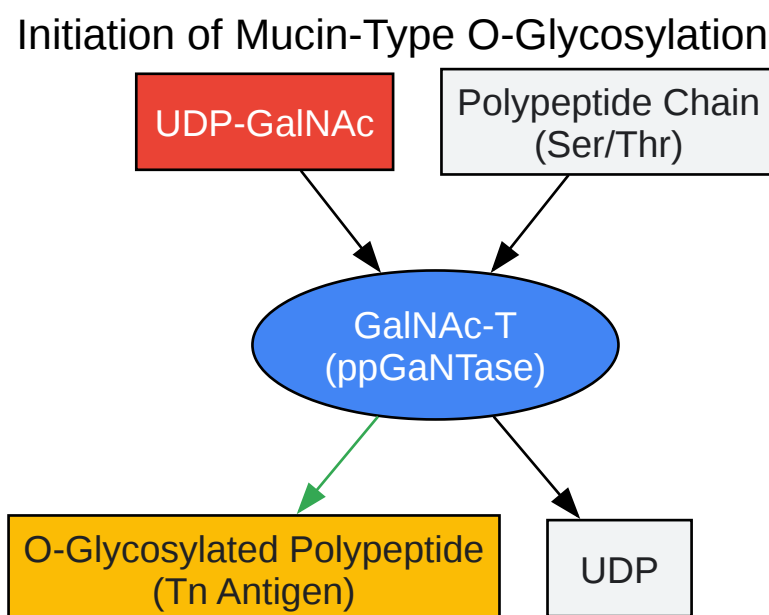 Initiation of Mucin-Type O-Glycosylation
UDP-GalNAc
Polypeptide Chain
(Ser/Thr)
GalNAc-T
(ppGaNTase)
O-Glycosylated Polypeptide
(Tn Antigen)
UDP